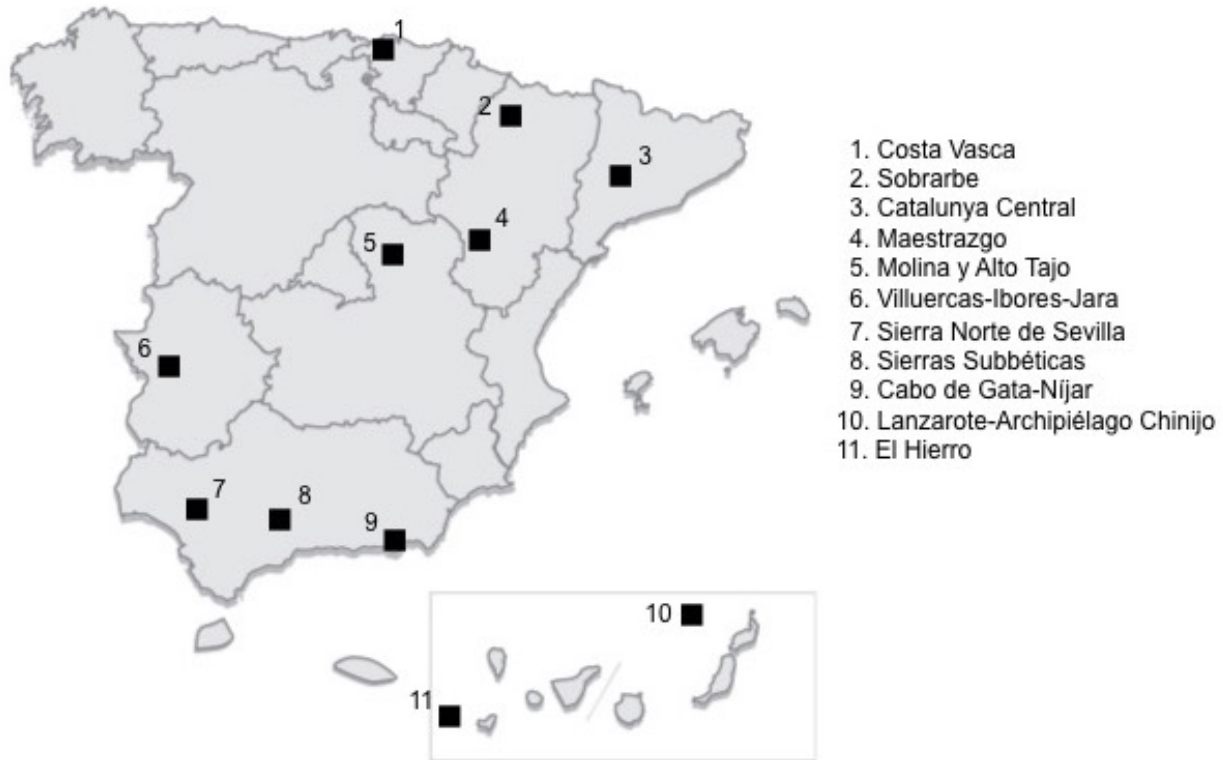 1
2
3
4
5
6
7
8
9
10
11
1. Costa Vasca
2. Sobrarbe
3. Catalunya Central
4. Maestrazgo
5. Molina y Alto Tajo
6. Villuercas-Ibores-Jara
7. Sierra Norte de Sevilla
8. Sierras Subbéticas
9. Cabo de Gata-Níjar
10. Lanzarote-Archipiélago Chinijo
11. El Hierro